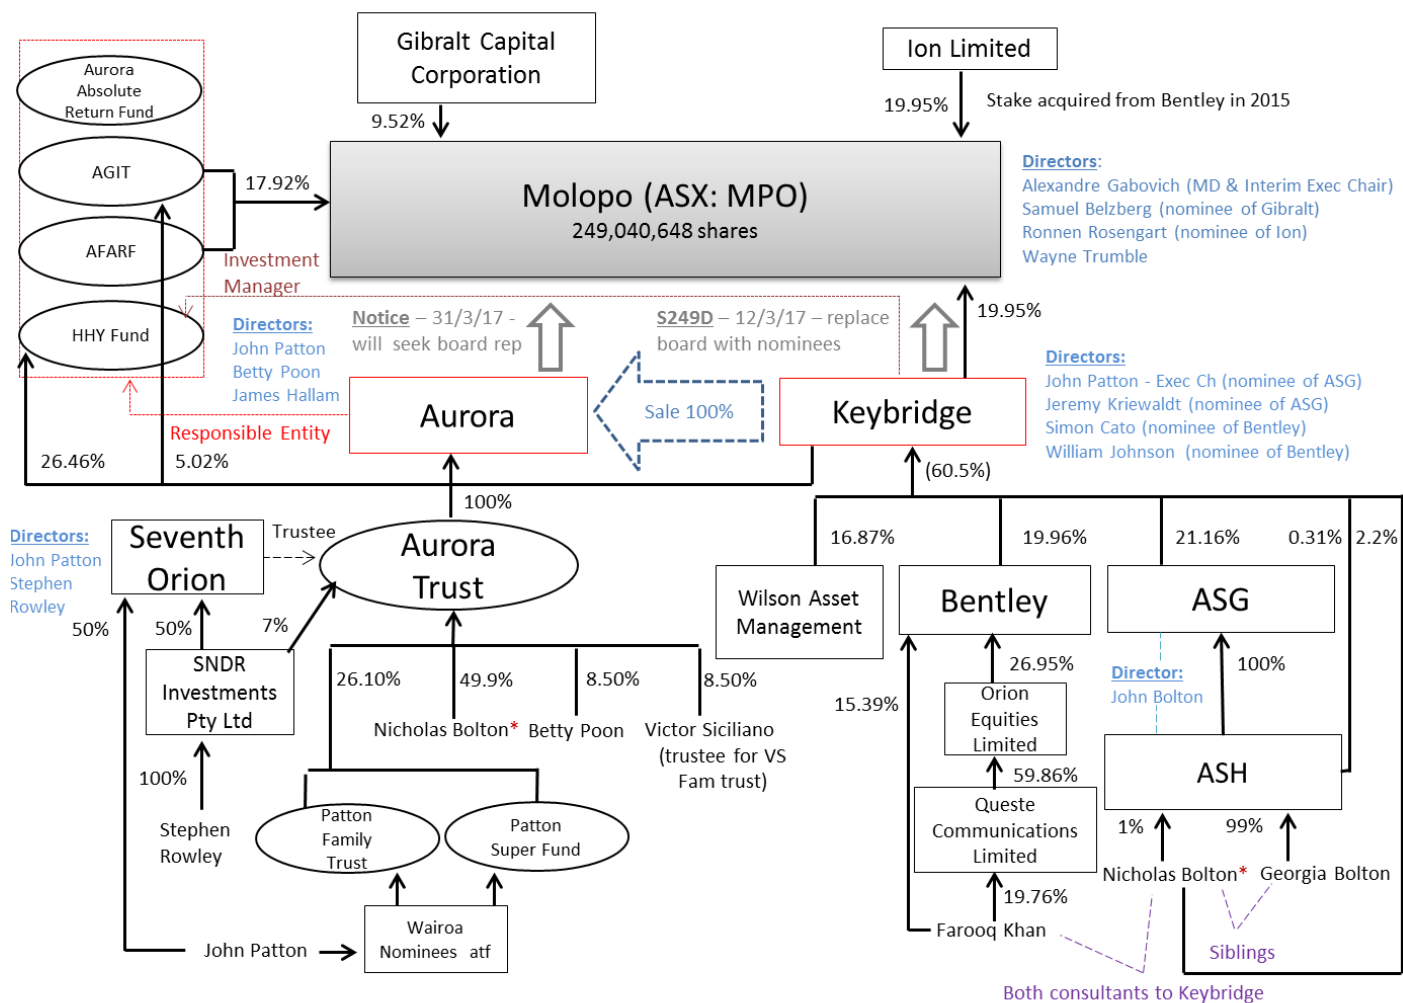 Gibralt Capital
Corporation
Ion Limited
Aurora
Absolute
Return Fund
9.52%
19.95%
Stake acquired from Bentley in 2015
AGIT
17.92%
Molopo (ASX: MPO)
249,040,648 shares
Directors:
Alexandre Gabovich (MD & Interim Exec Chair)
Samuel Belzberg (nominee of Gibralt)
Ronnen Rosengart (nominee of Ion)
Wayne Trumble
AFARF
Investment
Manager
HHY Fund
Directors:
John Patton
Betty Poon
James Hallam
Notice – 31/3/17 -
will seek board rep
S249D – 12/3/17 – replace
board with nominees
19.95%
Directors:
John Patton - Exec Ch (nominee of ASG)
Jeremy Kriewaldt (nominee of ASG)
Simon Cato (nominee of Bentley)
William Johnson (nominee of Bentley)
Aurora
Sale 100%
Keybridge
Responsible Entity
26.46%
5.02%
(60.5%)
100%
Directors:
John Patton
Stephen
Rowley
Seventh
Orion
Trustee
Aurora
Trust
16.87%
19.96%
21.16%
0.31%
2.2%
Wilson Asset
Management
Bentley
ASG
50%
50%
7%
SNDR
Investments
Pty Ltd
26.10%
49.9%
8.50%
8.50%
Nicholas Bolton*
Betty Poon
Victor Siciliano
(trustee for VS
Fam trust)
15.39%
26.95%
Director:
John Bolton
100%
Orion
Equities
Limited
100%
59.86%
ASH
Stephen
Rowley
Patton
Family
Trust
Patton
Super Fund
Queste
Communications
Limited
1%
99%
Nicholas Bolton*
Georgia Bolton
19.76%
Wairoa
Nominees atf
John Patton
Farooq Khan
Siblings
Both consultants to Keybridge